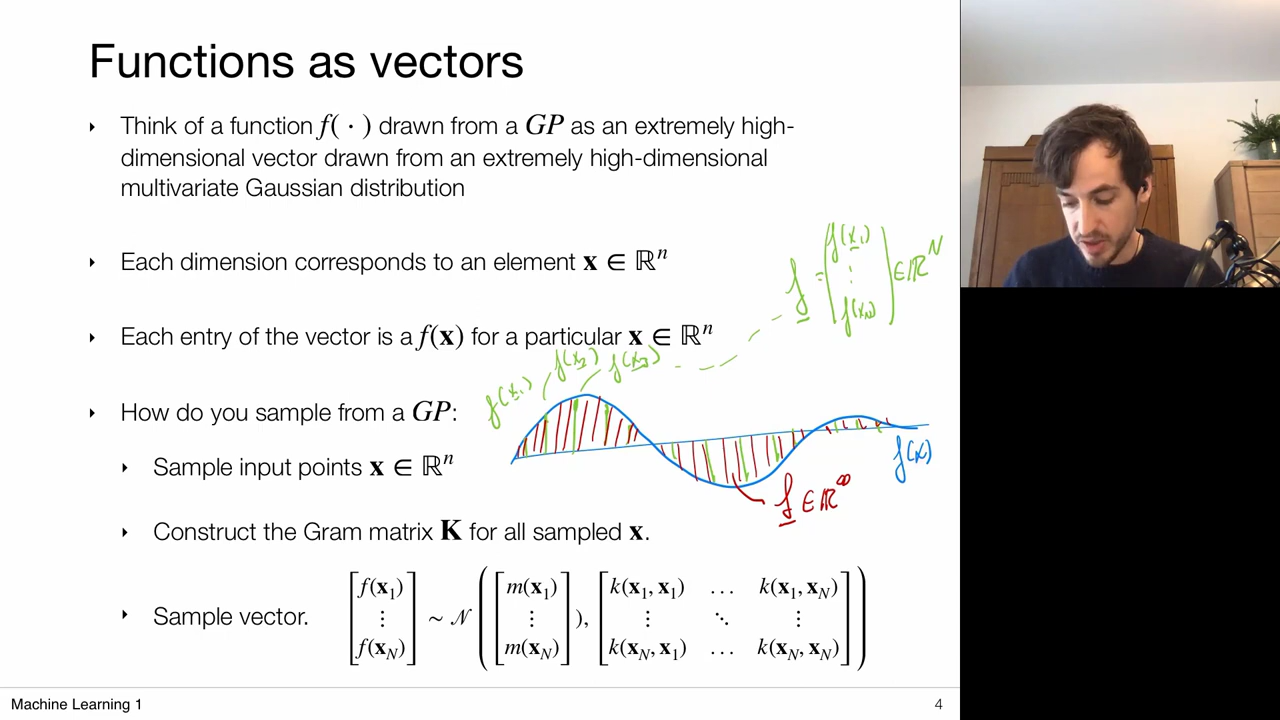 Functions as vectors
‣ Think of a function f( · ) drawn from a GP as an extremely high-
dimensional vector drawn from an extremely high-dimensional
multivariate Gaussian distribution
‣ Each dimension corresponds to an element x ∈ ℝⁿ
f = ( f(x₁) ⋮ f(x_N) ) ∈ ℝᴺ
‣ Each entry of the vector is a f(x) for a particular x ∈ ℝⁿ
f(x₁) f(x₂) f(x₃)
‣ How do you sample from a GP:
f(x)
‣ Sample input points x ∈ ℝⁿ
f ∈ ℝ^∞
‣ Construct the Gram matrix K for all sampled x.
‣ Sample vector. [f(x₁) ⋮ f(x_N)] ∼ 𝒩 ( [m(x₁) ⋮ m(x_N)] ), [k(x₁, x₁) … k(x₁, x_N) ⋮ ⋱ ⋮ k(x_N, x₁) … k(x_N, x_N)] )
Machine Learning 1
4